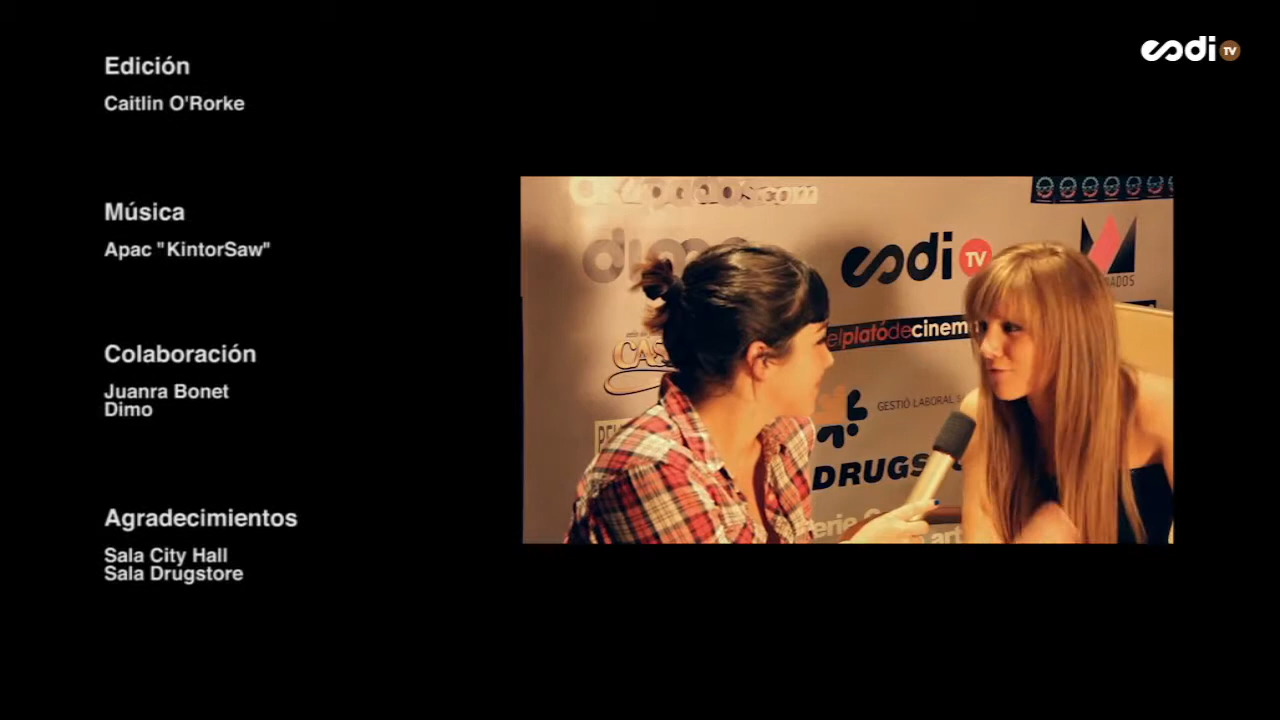 Edición
Caitlin O'Rorke
Música
Apac "KintorSaw"
Colaboración
Juanra Bonet
Dimo
Agradecimientos
Sala City Hall
Sala Drugstore
esdi TV
esdi TV
elplatódecinem
GESTIÓ LABORAL
DRUGS